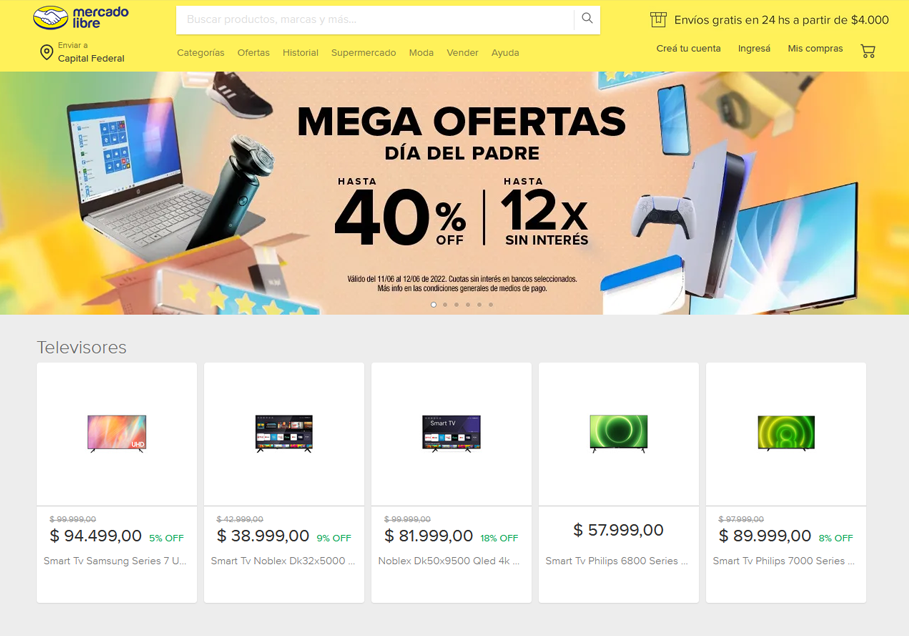 mercado
libre
Buscar productos, marcas y más...
Envíos gratis en 24 hs a partir de $4.000
Enviar a
Capital Federal
Categorías Ofertas Historial Supermercado Moda Vender Ayuda
Creá tu cuenta Ingresá Mis compras
MEGA OFERTAS
DÍA DEL PADRE
HASTA
40% OFF
HASTA
12x
SIN INTERÉS
Válido del 11/06 al 12/06 de 2022. Cuotas sin interés en bancos seleccionados.
Más info en las condiciones generales de medios de pago.
Televisores
UHD
Smart TV
$ 99.999,00
$ 94.499,00 5% OFF
Smart Tv Samsung Series 7 U...
$ 42.999,00
$ 38.999,00 9% OFF
Smart Tv Noblex Dk32x5000 ...
$ 99.999,00
$ 81.999,00 18% OFF
Noblex Dk50x9500 Qled 4k ...
$ 57.999,00
Smart Tv Philips 6800 Series ...
$ 97.999,00
$ 89.999,00 8% OFF
Smart Tv Philips 7000 Series ...